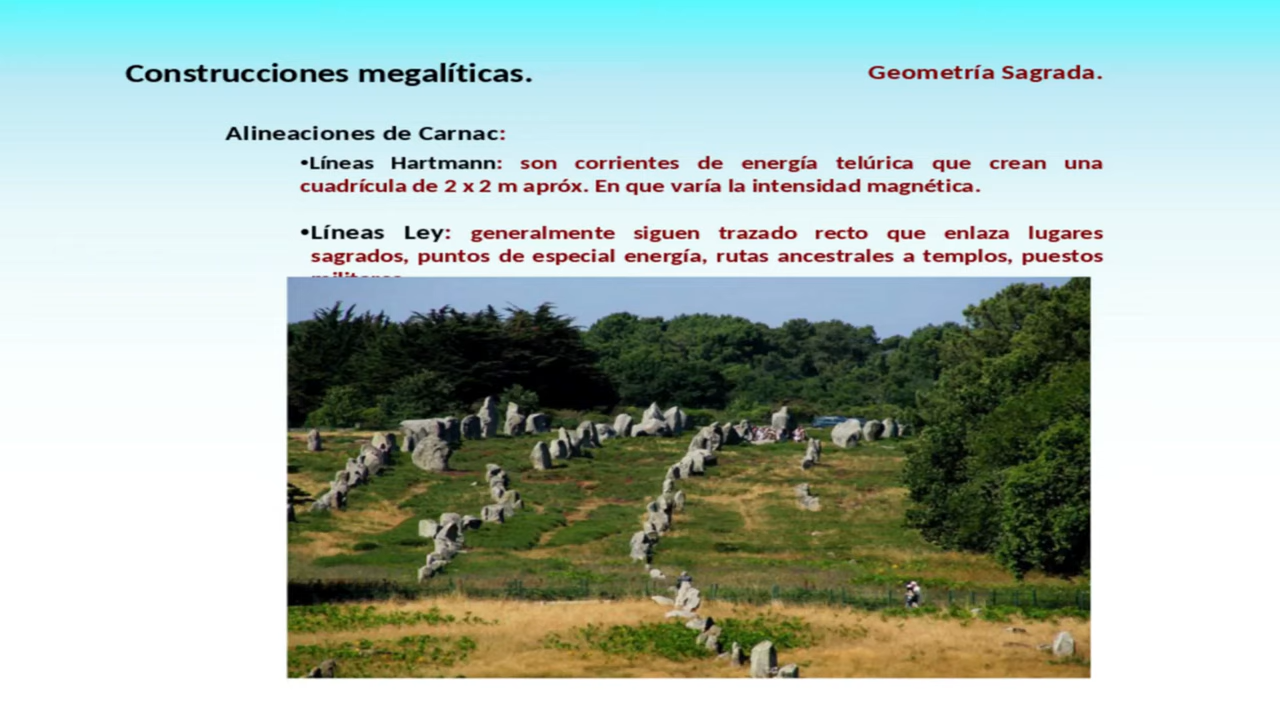 Construcciones megalíticas.
Geometría Sagrada.
Alineaciones de Carnac:
•Líneas Hartmann: son corrientes de energía telúrica que crean una
cuadrícula de 2 x 2 m apróx. En que varía la intensidad magnética.
•Líneas Ley: generalmente siguen trazado recto que enlaza lugares
sagrados, puntos de especial energía, rutas ancestrales a templos, puestos